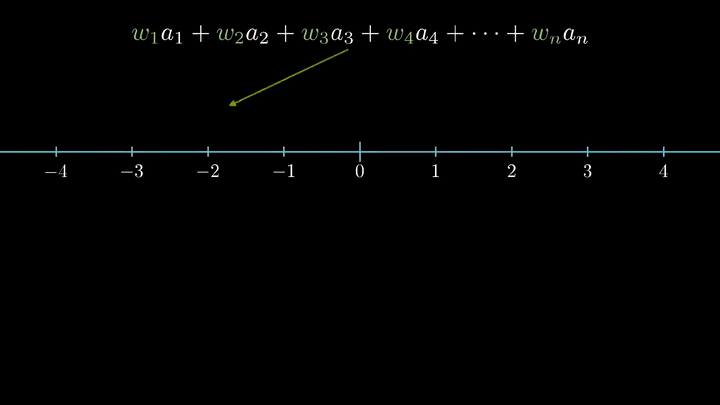 w₁a₁ + w₂a₂ + w₃a₃ + w₄a₄ + ⋯ + wₙaₙ
−4 −3 −2 −1 0 1 2 3 4